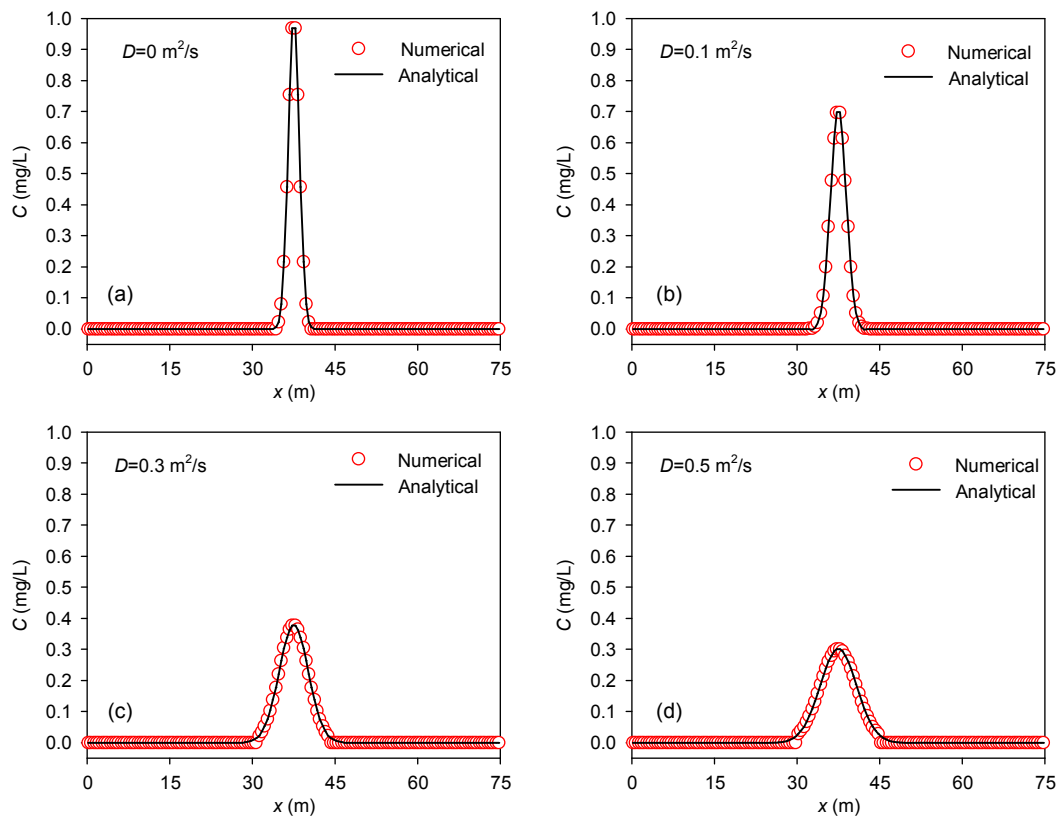 D=0 m²/s
Numerical
Analytical
C (mg/L)
1.0
0.9
0.8
0.7
0.6
0.5
0.4
0.3
0.2
0.1
0.0
(a)
0 15 30 45 60 75
x (m)
D=0.1 m²/s
Numerical
Analytical
C (mg/L)
1.0
0.9
0.8
0.7
0.6
0.5
0.4
0.3
0.2
0.1
0.0
(b)
0 15 30 45 60 75
x (m)
D=0.3 m²/s
Numerical
Analytical
C (mg/L)
1.0
0.9
0.8
0.7
0.6
0.5
0.4
0.3
0.2
0.1
0.0
(c)
0 15 30 45 60 75
x (m)
D=0.5 m²/s
Numerical
Analytical
C (mg/L)
1.0
0.9
0.8
0.7
0.6
0.5
0.4
0.3
0.2
0.1
0.0
(d)
0 15 30 45 60 75
x (m)